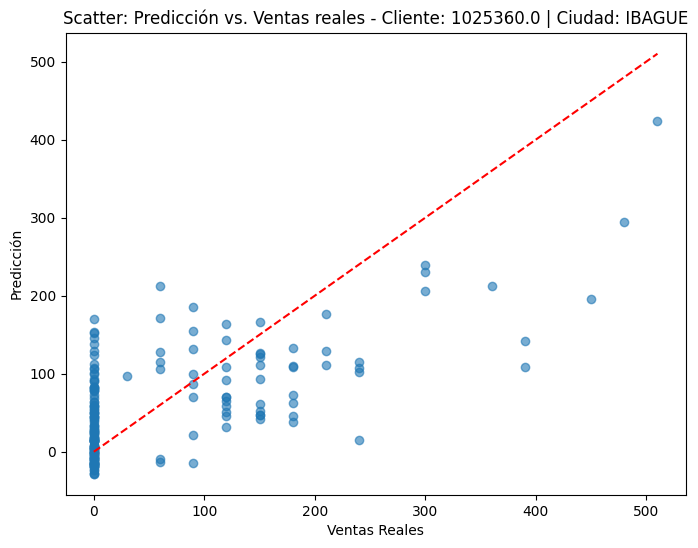 Scatter: Predicción vs. Ventas reales - Cliente: 1025360.0 | Ciudad: IBAGUE
500
400
300
200
100
0
Predicción
0 100 200 300 400 500
Ventas Reales